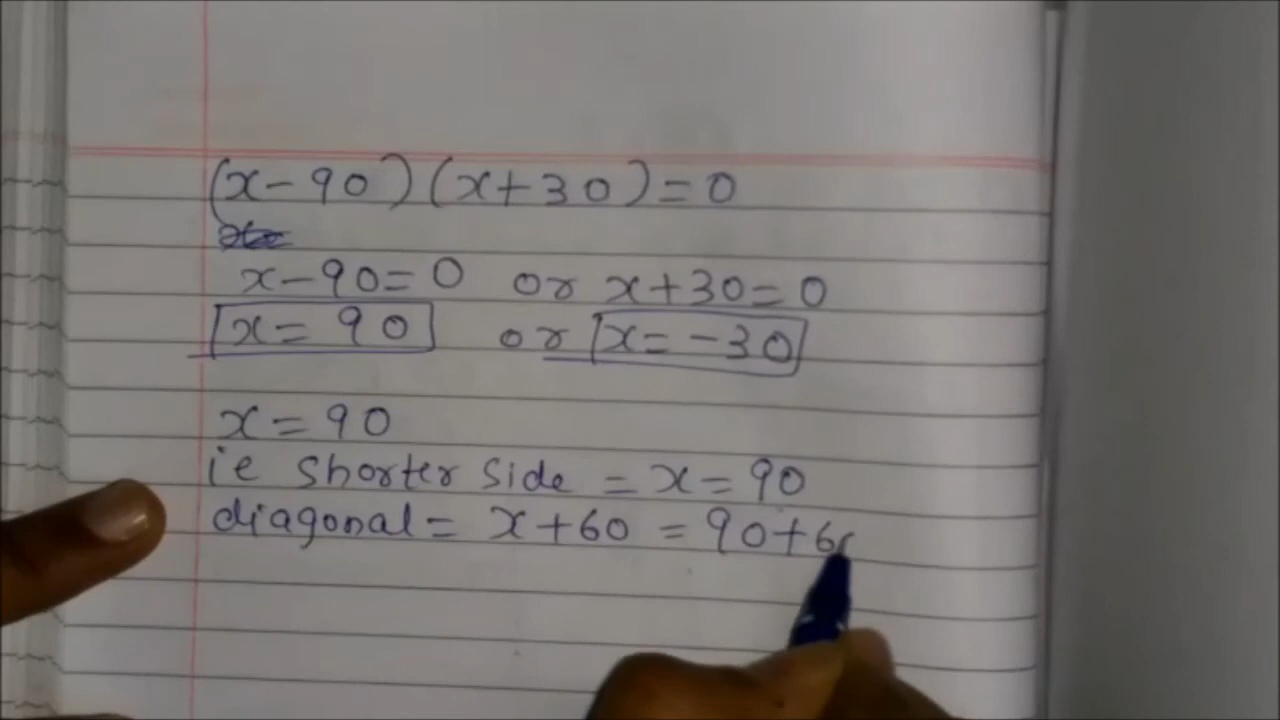 (x-90)(x+30)=0
x-90=0 or x+30=0
x=90 or x=-30
x=90
ie shorter side =x=90
diagonal= x+60 =90+60